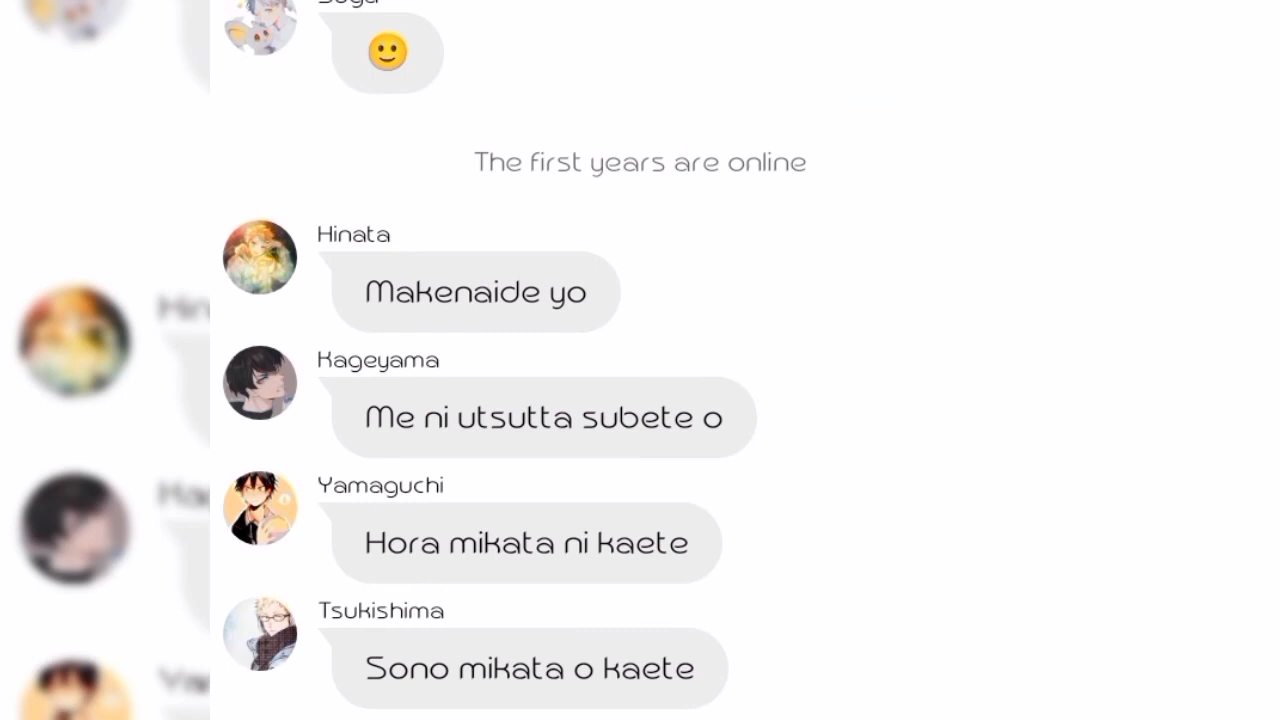 Suga
🙂
The first years are online
Hinata
Makenaide yo
Kageyama
Me ni utsutta subete o
Yamaguchi
Hora mikata ni kaete
Tsukishima
Sono mikata o kaete